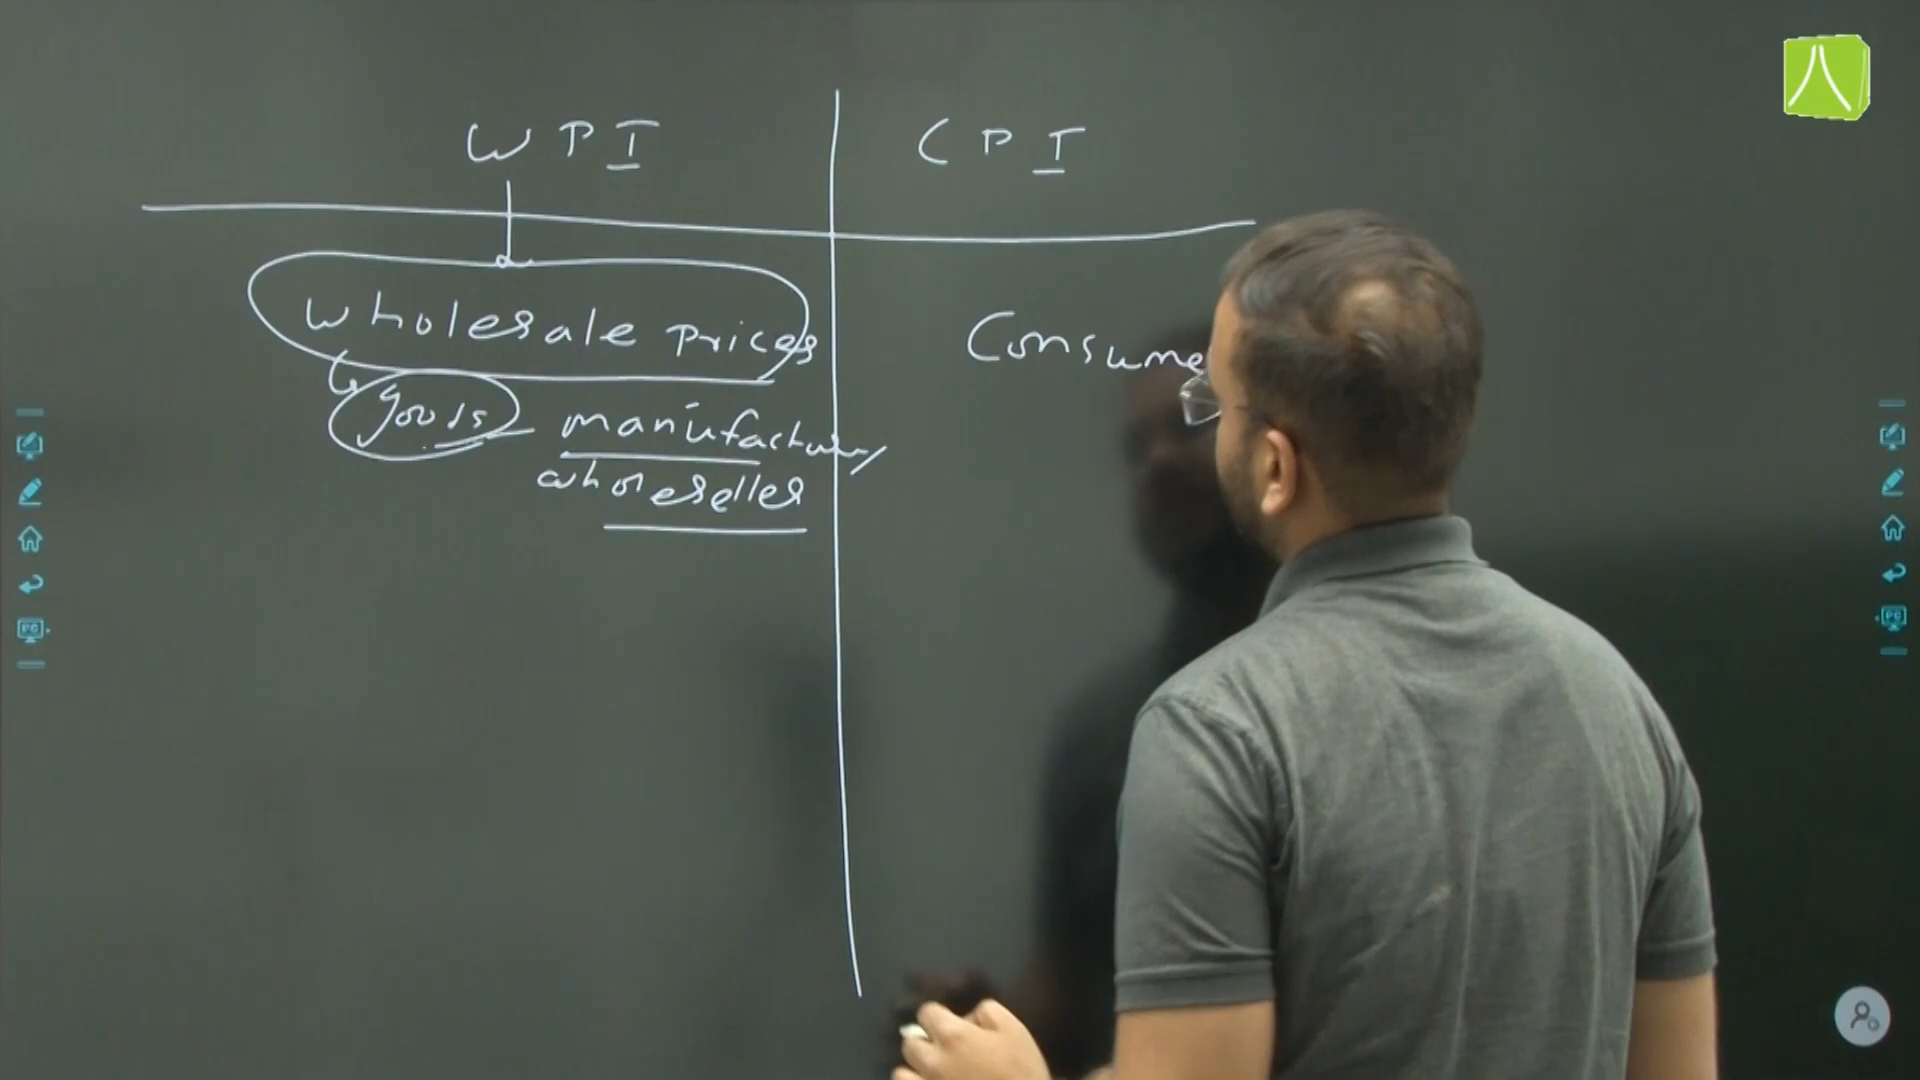 WPI
CPI
wholesale prices
Consume
goods
manufacturer/
wholeseller